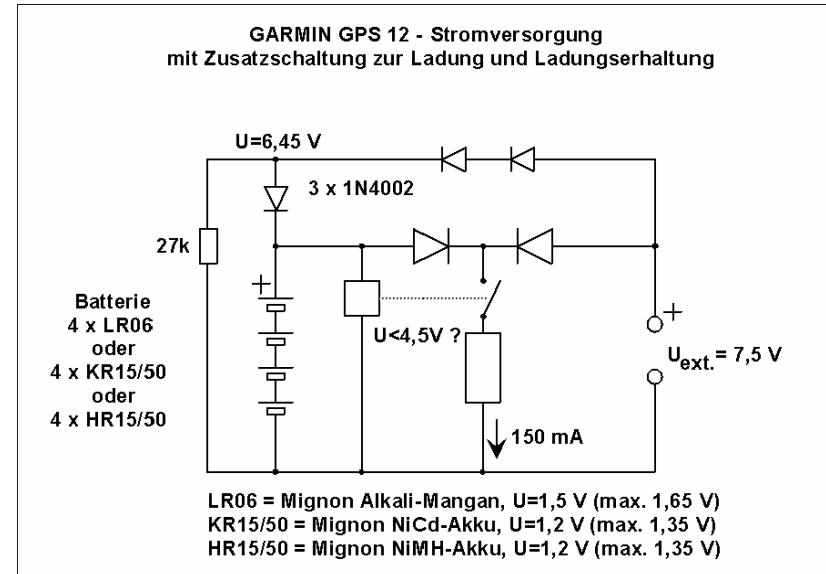 GARMIN GPS 12 - Stromversorgung
mit Zusatzschaltung zur Ladung und Ladungserhaltung
U=6,45 V
3 x 1N4002
27k
+
Batterie
4 x LR06
oder
4 x KR15/50
oder
4 x HR15/50
U<4,5V ?
+
Uext. = 7,5 V
150 mA
LR06 = Mignon Alkali-Mangan, U=1,5 V (max. 1,65 V)
KR15/50 = Mignon NiCd-Akku, U=1,2 V (max. 1,35 V)
HR15/50 = Mignon NiMH-Akku, U=1,2 V (max. 1,35 V)